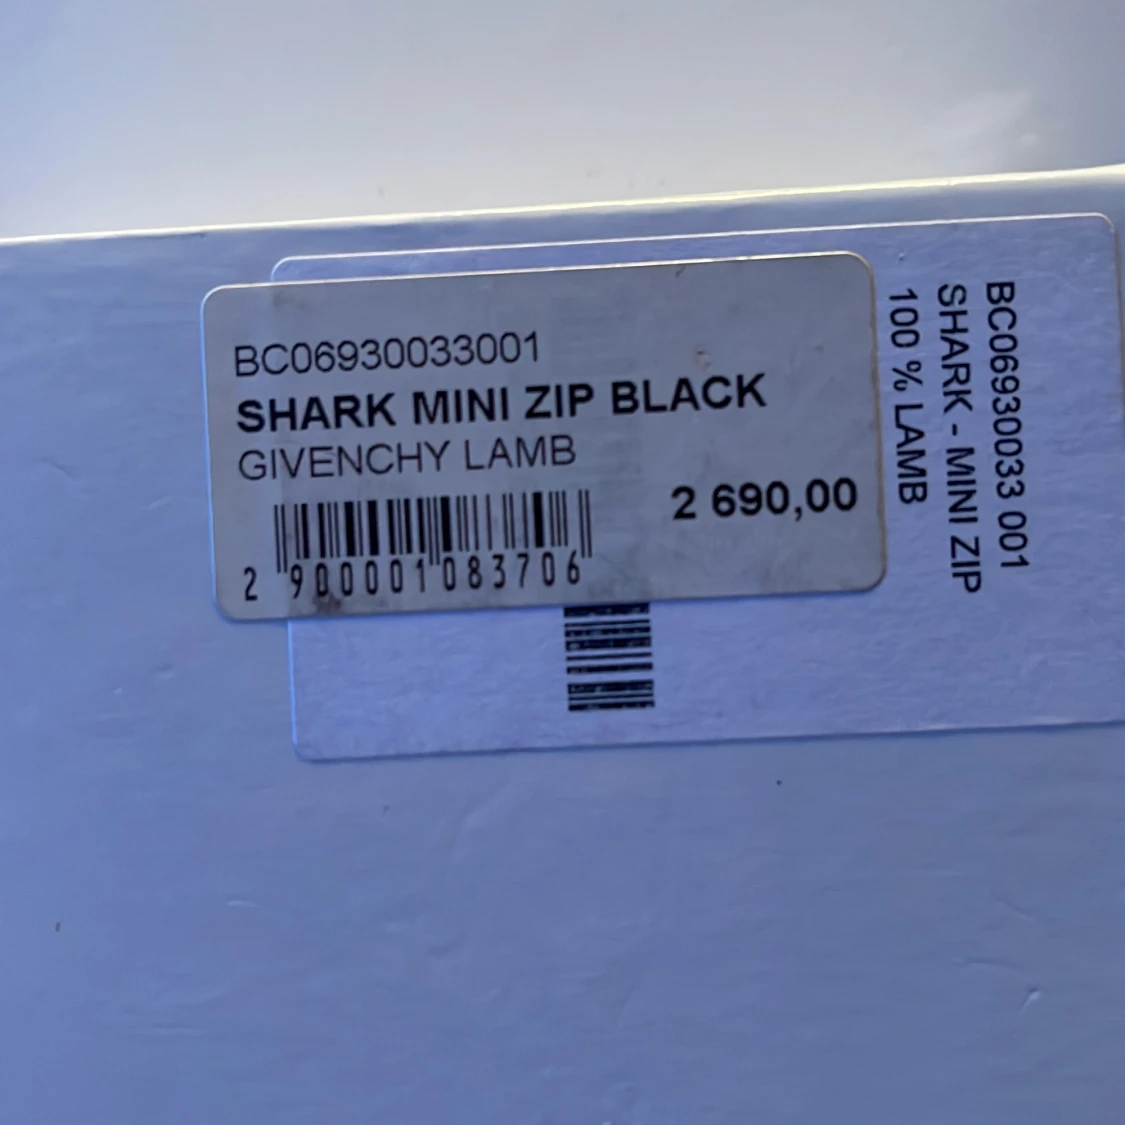 BC06930033001
SHARK MINI ZIP BLACK
GIVENCHY LAMB
2 690,00
2 900001 083706
BC06930033 001
SHARK - MINI ZIP
100 % LAMB